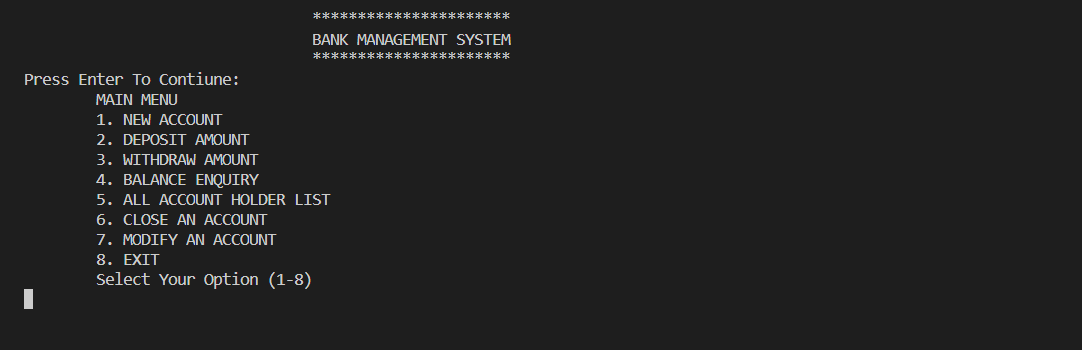 **********************
BANK MANAGEMENT SYSTEM
**********************
Press Enter To Contiune:
MAIN MENU
1. NEW ACCOUNT
2. DEPOSIT AMOUNT
3. WITHDRAW AMOUNT
4. BALANCE ENQUIRY
5. ALL ACCOUNT HOLDER LIST
6. CLOSE AN ACCOUNT
7. MODIFY AN ACCOUNT
8. EXIT
Select Your Option (1-8)